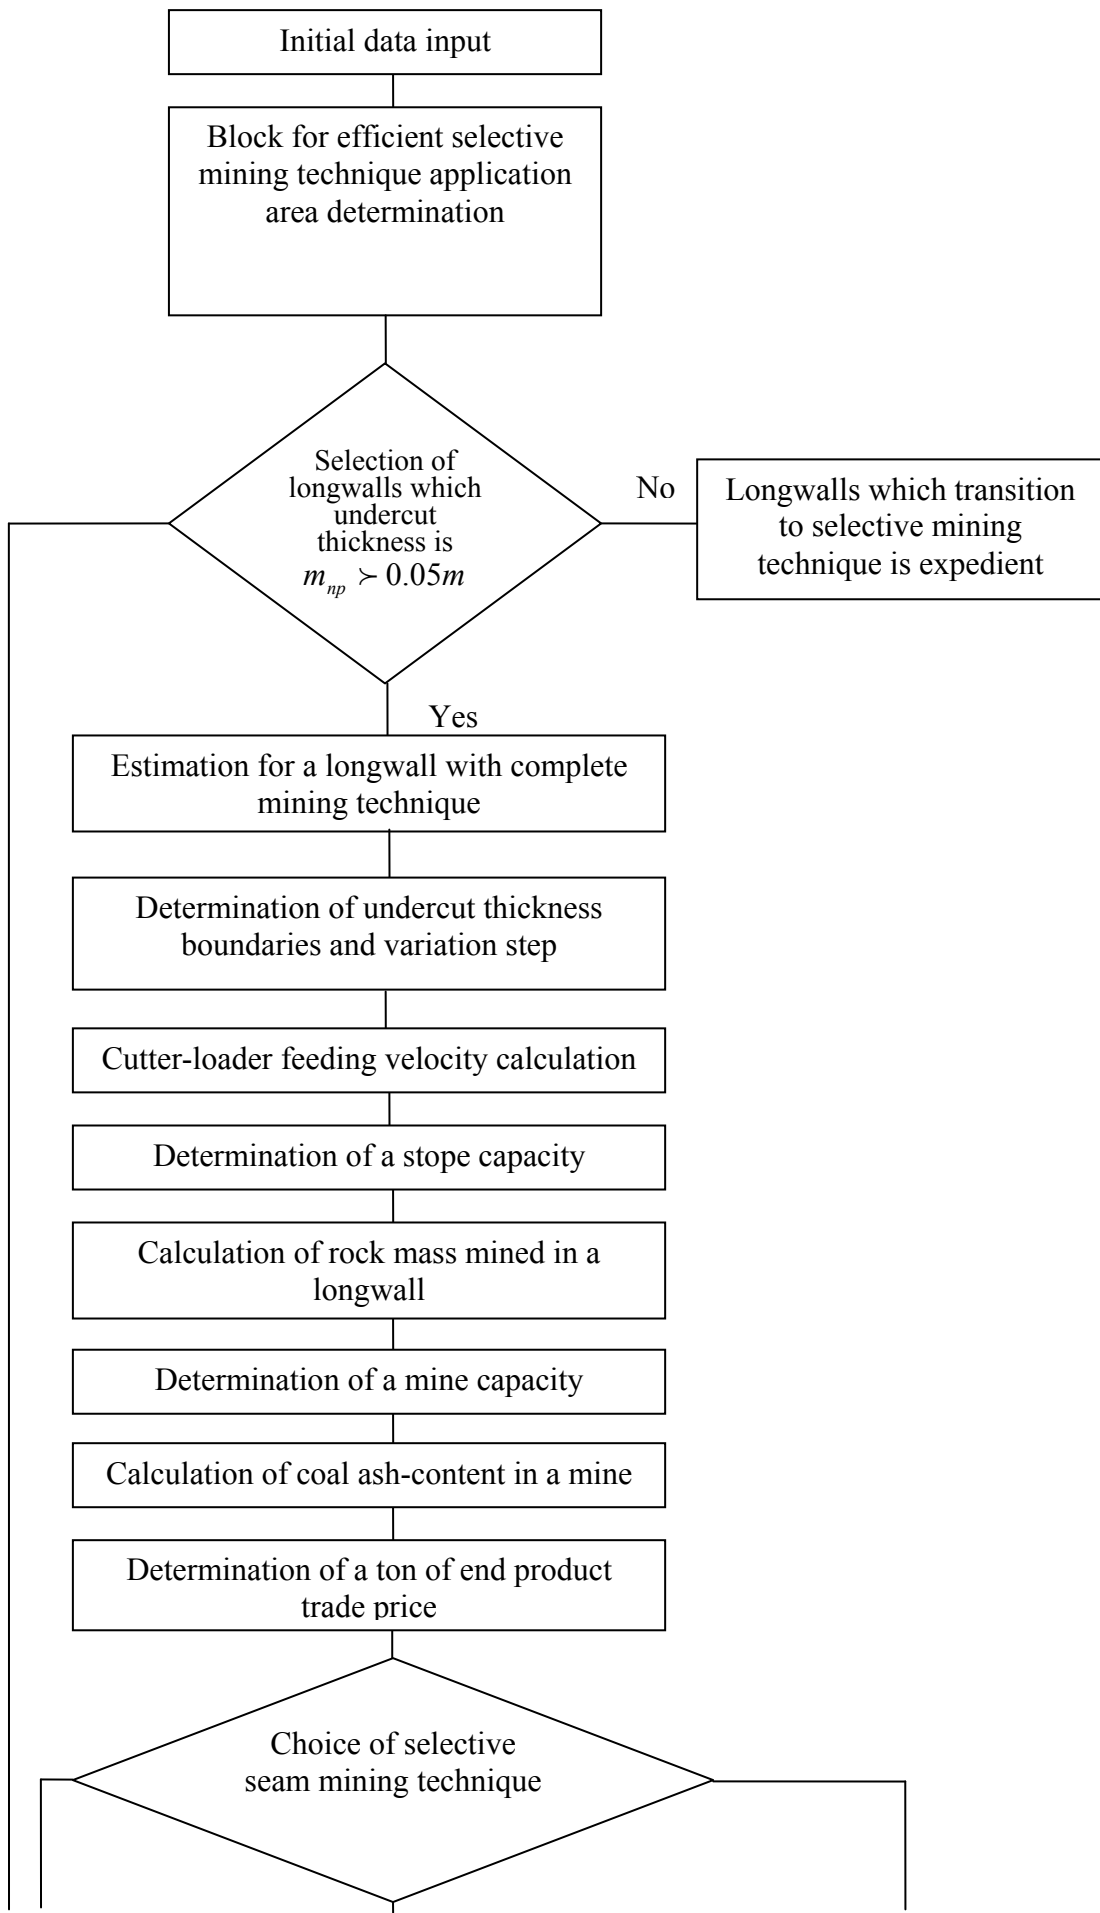 Initial data input
Block for efficient selective
mining technique application
area determination
Selection of
longwalls which
undercut
thickness is
m_{np} ≻ 0.05m
No
Longwalls which transition
to selective mining
technique is expedient
Yes
Estimation for a longwall with complete
mining technique
Determination of undercut thickness
boundaries and variation step
Cutter-loader feeding velocity calculation
Determination of a stope capacity
Calculation of rock mass mined in a
longwall
Determination of a mine capacity
Calculation of coal ash-content in a mine
Determination of a ton of end product
trade price
Choice of selective
seam mining technique